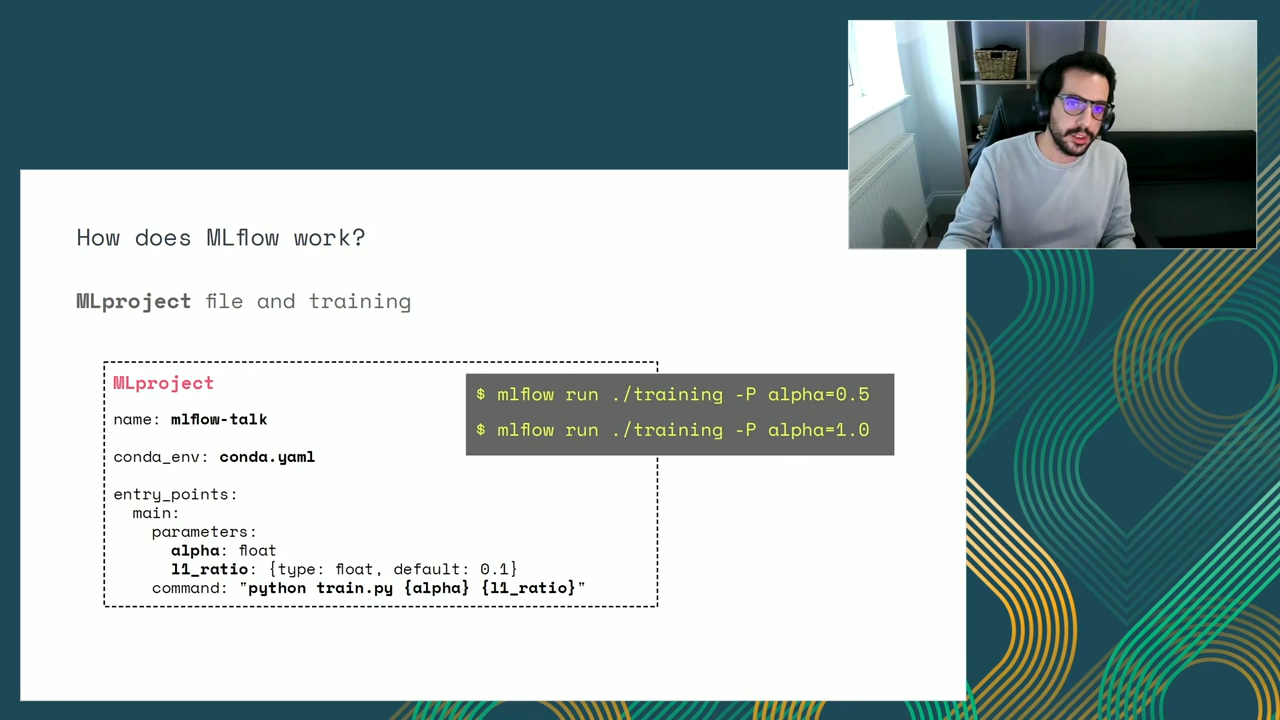 How does MLflow work?
MLproject file and training
MLproject
name: mlflow-talk
conda_env: conda.yaml
entry_points:
main:
parameters:
alpha: float
l1_ratio: {type: float, default: 0.1}
command: "python train.py {alpha} {l1_ratio}"
$ mlflow run ./training -P alpha=0.5
$ mlflow run ./training -P alpha=1.0